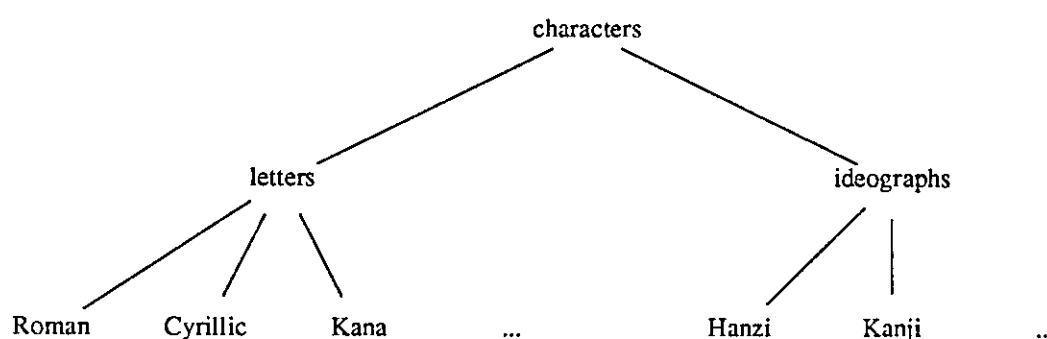 characters
letters ideographs
Roman Cyrillic Kana ... Hanzi Kanji ..